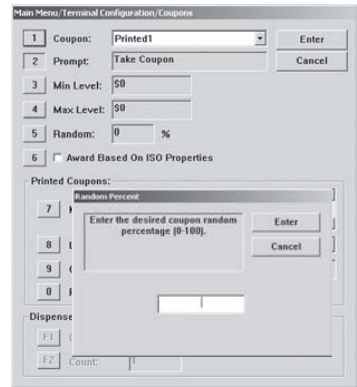 Main Menu/Terminal Configuration/Coupons
1 Coupon: Printed1 Enter
2 Prompt: Take Coupon Cancel
3 Min Level: $0
4 Max Level: $0
5 Random: 0 %
6 Award Based On ISO Properties
Printed Coupons:
Random Percent
7
Enter the desired coupon random Enter
percentage (0-100).
8 Cancel
9
0
Dispense
F1
F2 Count: 1